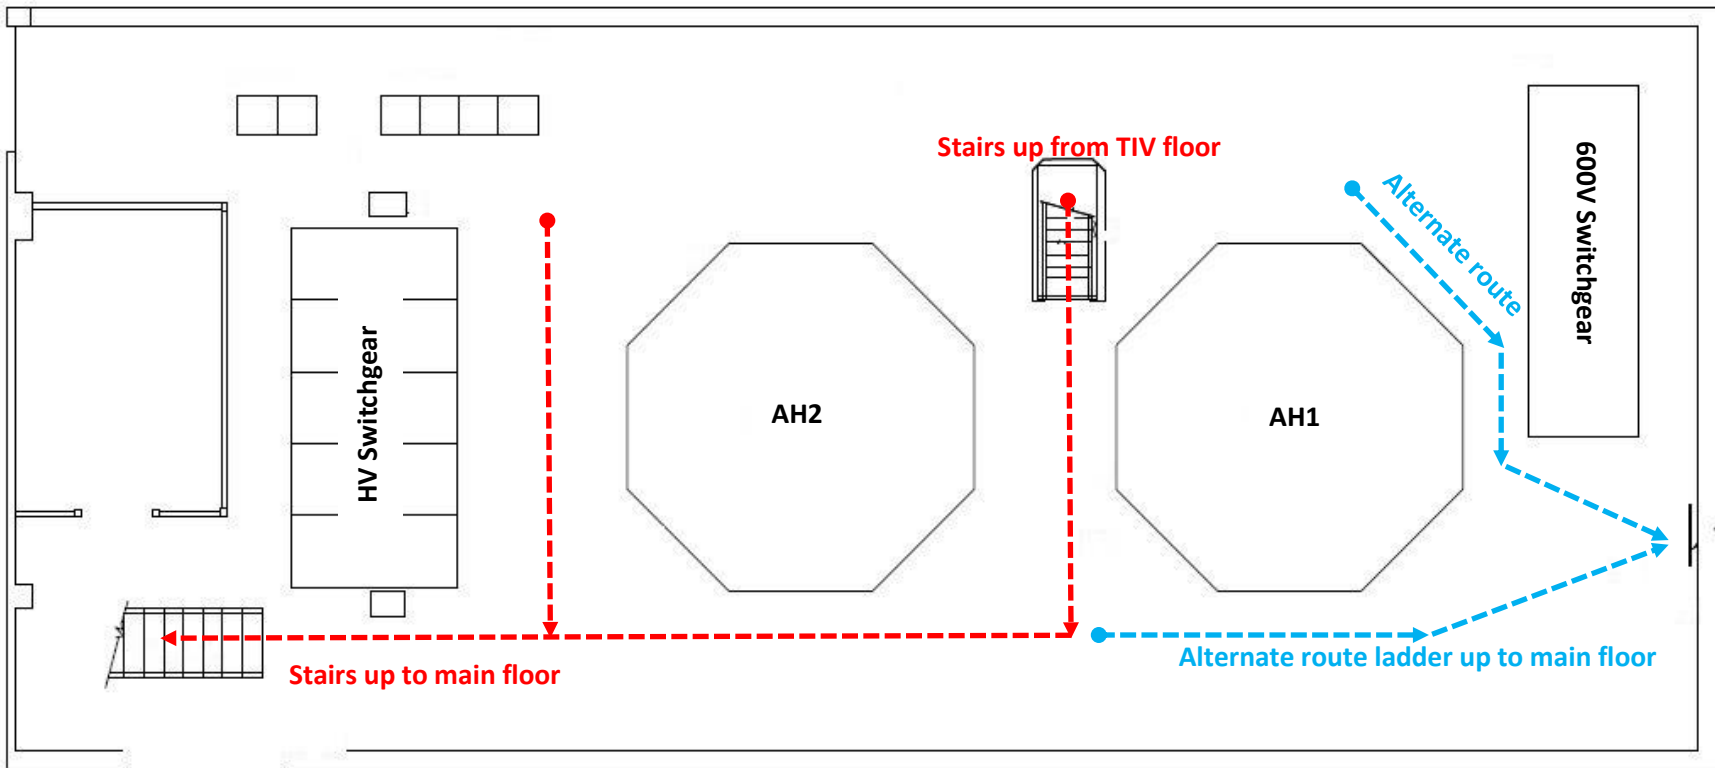 Stairs up from TIV floor
Alternate route
600V Switchgear
HV Switchgear
AH2
AH1
Stairs up to main floor
Alternate route ladder up to main floor